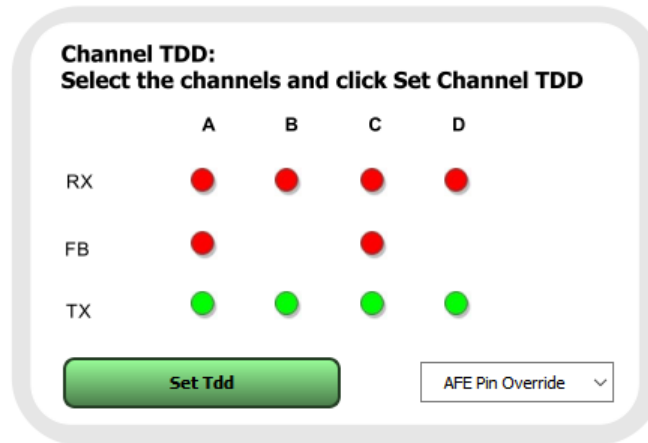 Channel TDD:
Select the channels and click Set Channel TDD
A B C D
RX
FB
TX
Set Tdd AFE Pin Override